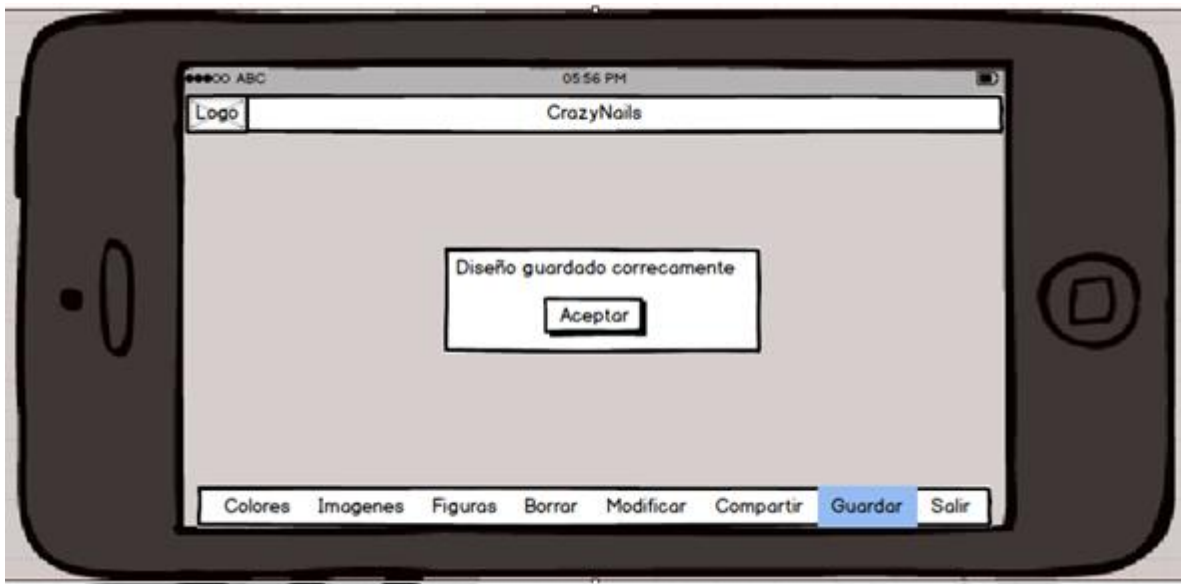 ABC 05:56 PM
Logo CrazyNails
Diseño guardado correcamente
Aceptar
Colores Imagenes Figuras Borrar Modificar Compartir Guardar Salir